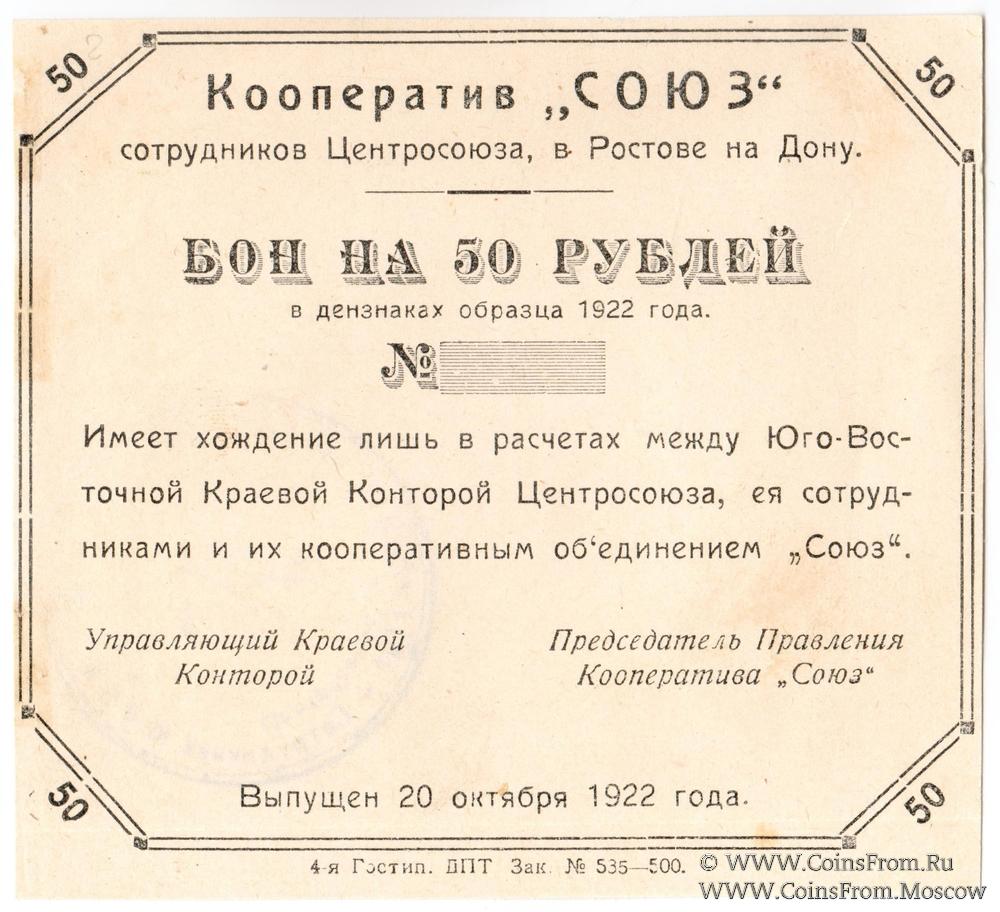 50 50
Кооператив „СОЮЗ“
сотрудников Центросоюза, в Ростове на Дону.
БОН НА 50 РУБЛЕЙ
в дензнаках образца 1922 года.
№
Имеет хождение лишь в расчетах между Юго-Вос-
точной Краевой Конторой Центросоюза, ея сотруд-
никами и их кооперативным об‘единением „Союз“.
Управляющий Краевой Председатель Правления
Конторой Кооператива „Союз“
50 50
Выпущен 20 октября 1922 года.
4-я Гостип. ДПТ Зак. № 535—500.
© WWW.CoinsFrom.Ru
WWW.CoinsFrom.Moscow